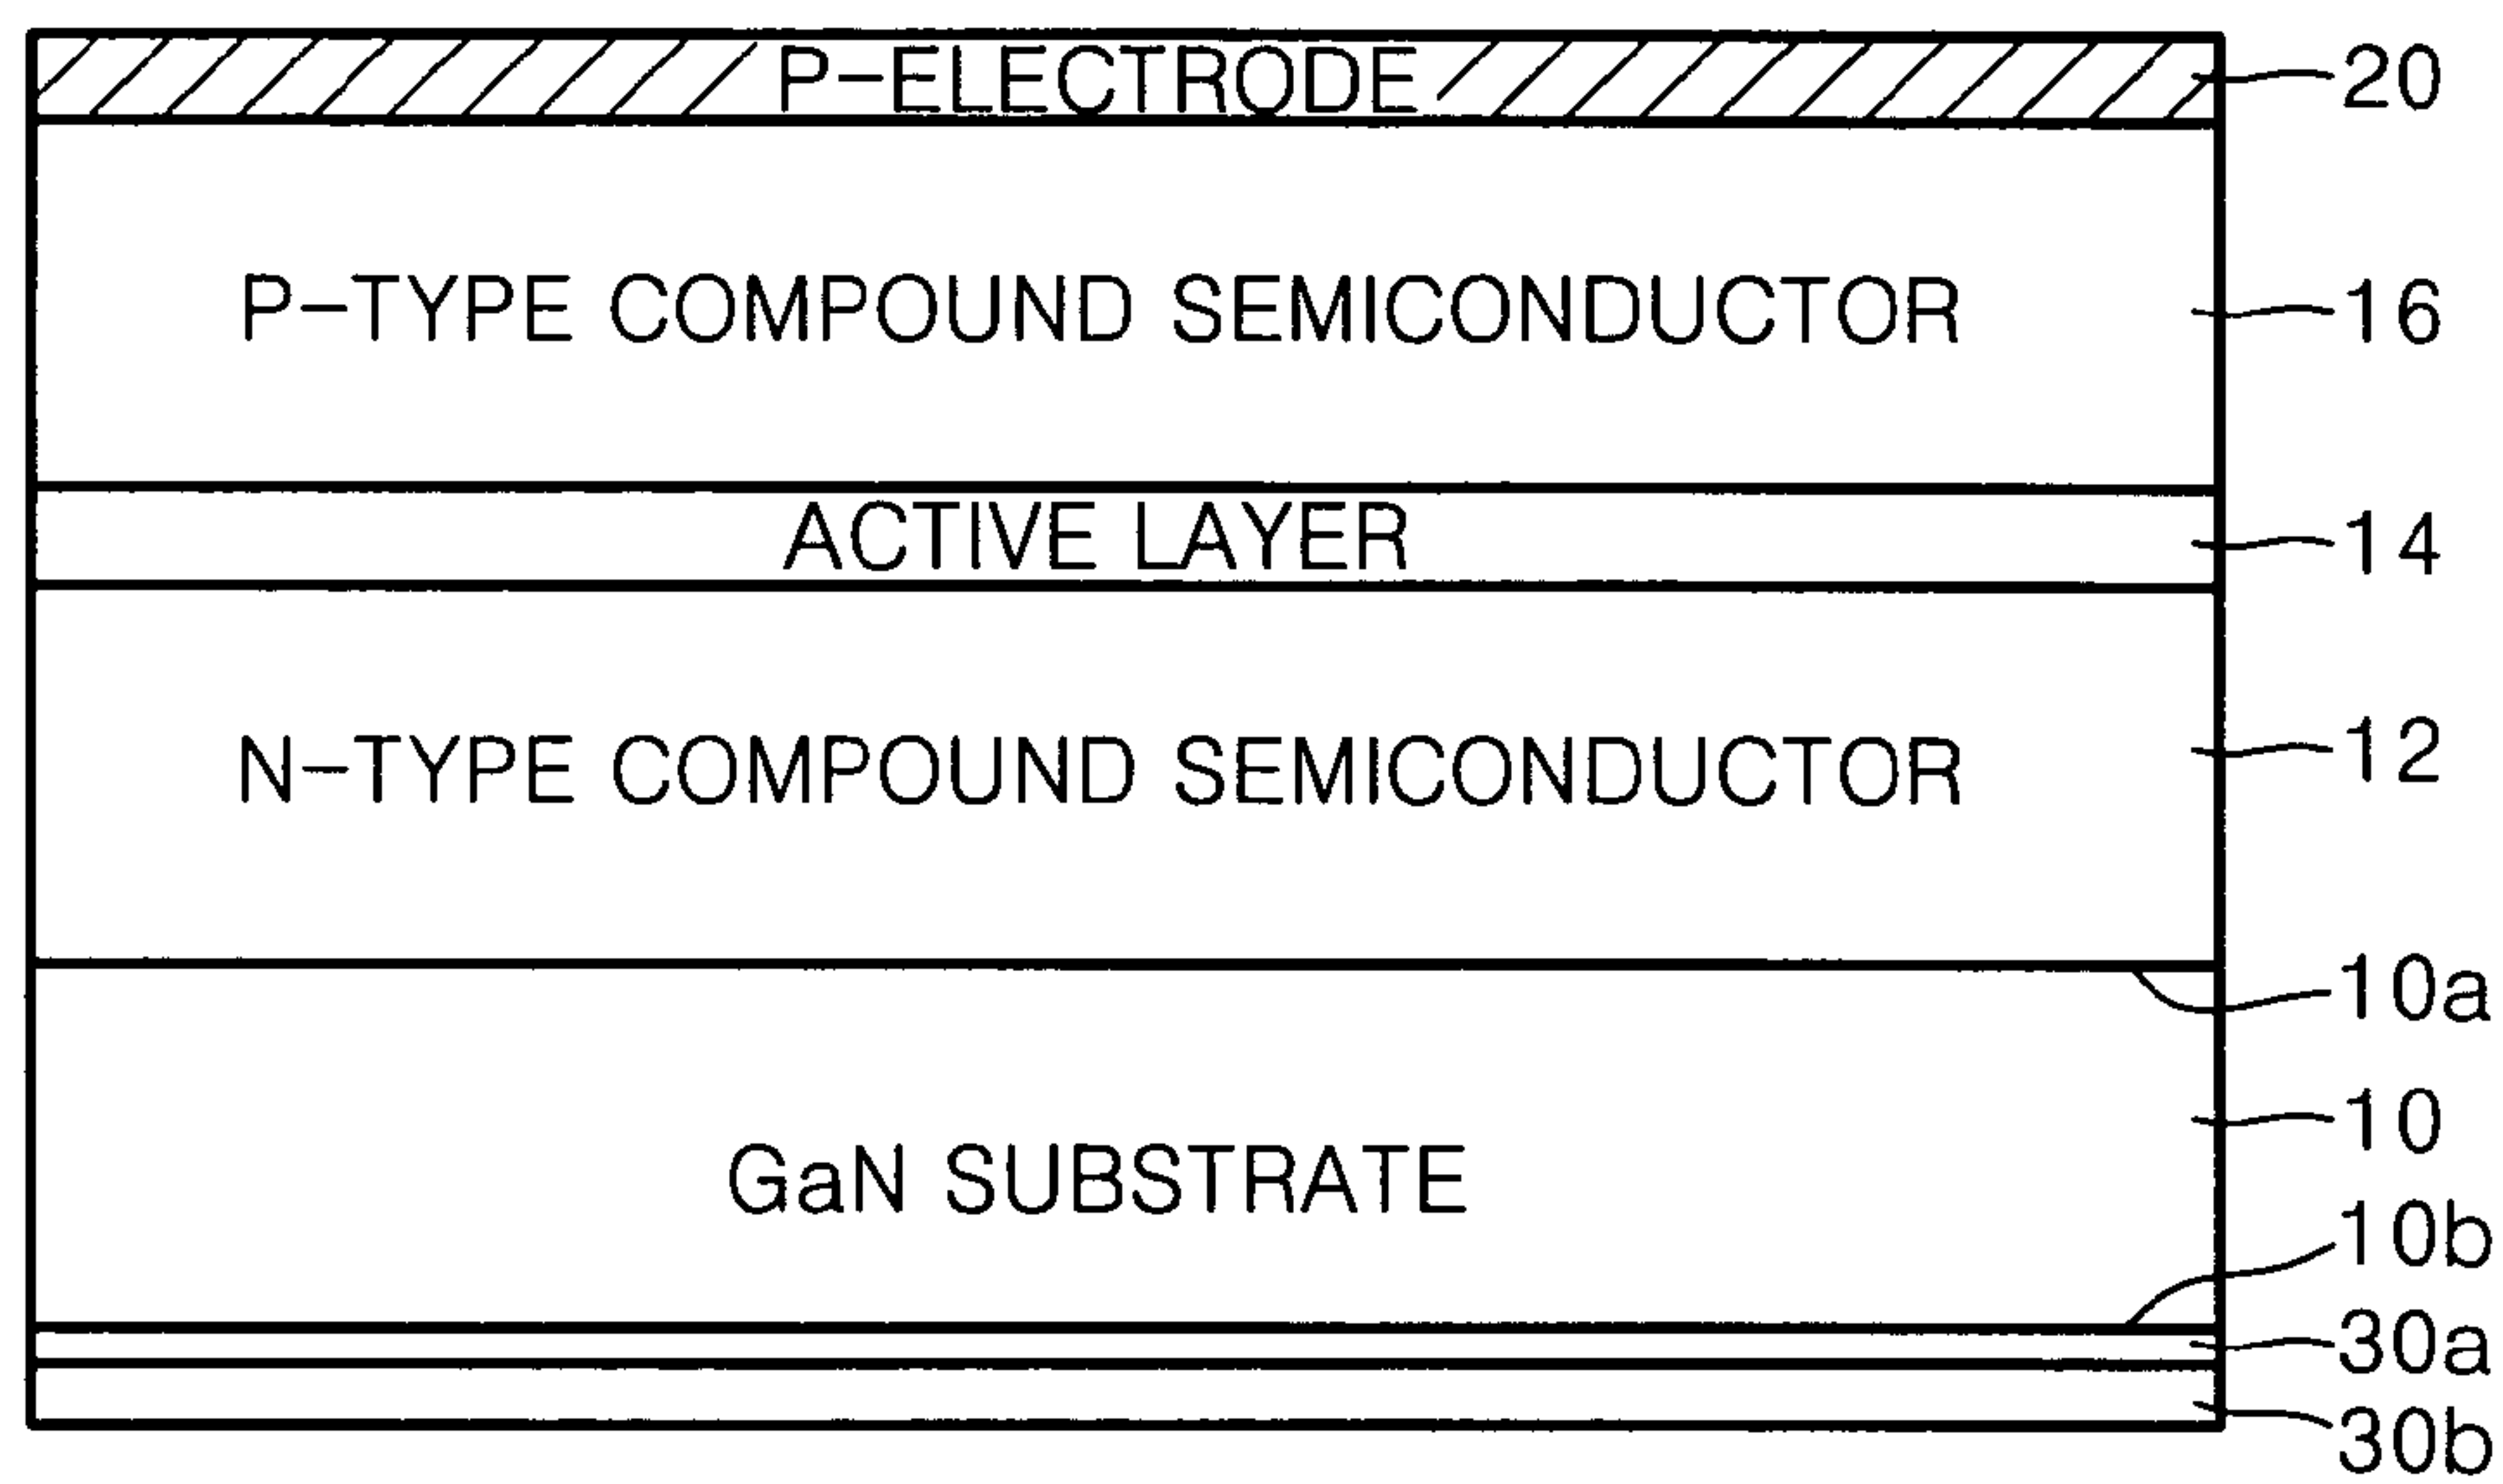 P-ELECTRODE 20
P-TYPE COMPOUND SEMICONDUCTOR 16
ACTIVE LAYER 14
N-TYPE COMPOUND SEMICONDUCTOR 12
10a
10
GaN SUBSTRATE
10b
30a
30b